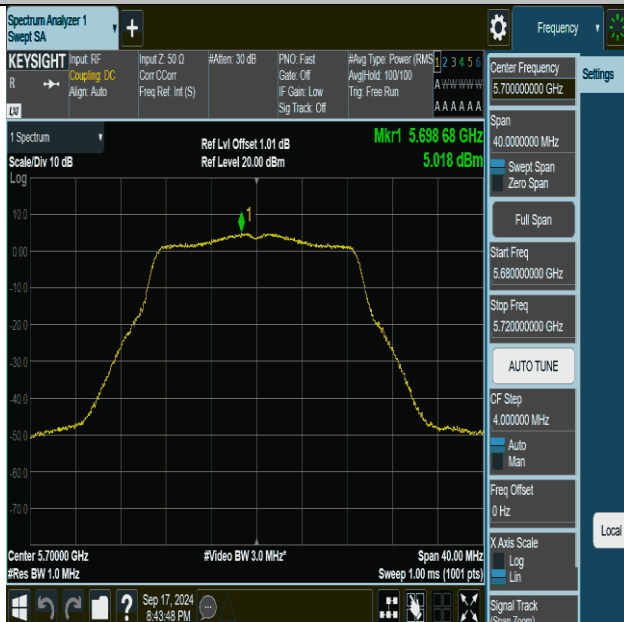 Spectrum Analyzer 1
Swept SA
Frequency
KEYSIGHT
R
LXI
Input: RF
Coupling: DC
Align: Auto
Input Z: 50 Ω
Corr CCorr
Freq Ref: Int (S)
#Atten: 30 dB
PNO: Fast
Gate: Off
IF Gain: Low
Sig Track: Off
#Avg Type: Power (RMS
Avg|Hold: 100/100
Trig: Free Run
1 2 3 4 5 6
A W W W W W
A A A A A A
Center Frequency
5.700000000 GHz
Settings
Span
40.0000000 MHz
Swept Span
Zero Span
Full Span
Start Freq
5.680000000 GHz
Stop Freq
5.720000000 GHz
AUTO TUNE
CF Step
4.000000 MHz
Auto
Man
Freq Offset
0 Hz
X Axis Scale
Log
Lin
Local
Signal Track
(Span Zoom)
1 Spectrum
Scale/Div 10 dB
Log
Ref Lvl Offset 1.01 dB
Ref Level 20.00 dBm
Mkr1 5.698 68 GHz
5.018 dBm
1
10.0
0.00
-10.0
-20.0
-30.0
-40.0
-50.0
-60.0
-70.0
Center 5.70000 GHz
#Res BW 1.0 MHz
#Video BW 3.0 MHz*
Span 40.00 MHz
Sweep 1.00 ms (1001 pts)
Sep 17, 2024
8:43:48 PM